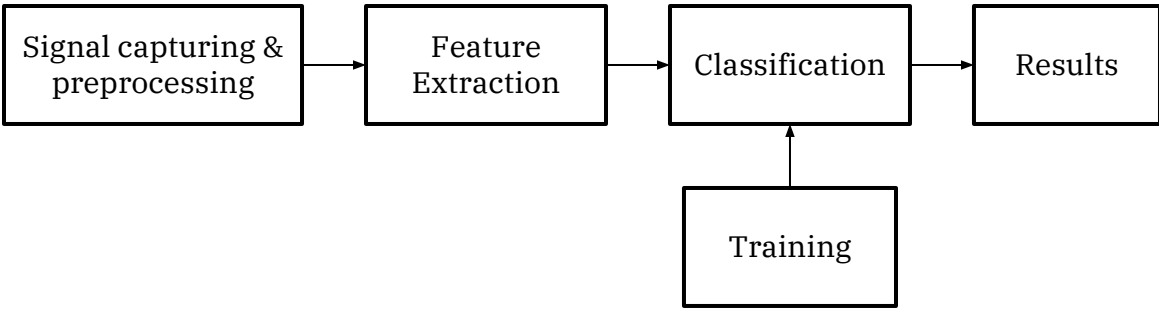 Signal capturing &
preprocessing
Feature
Extraction
Classification
Results
Training